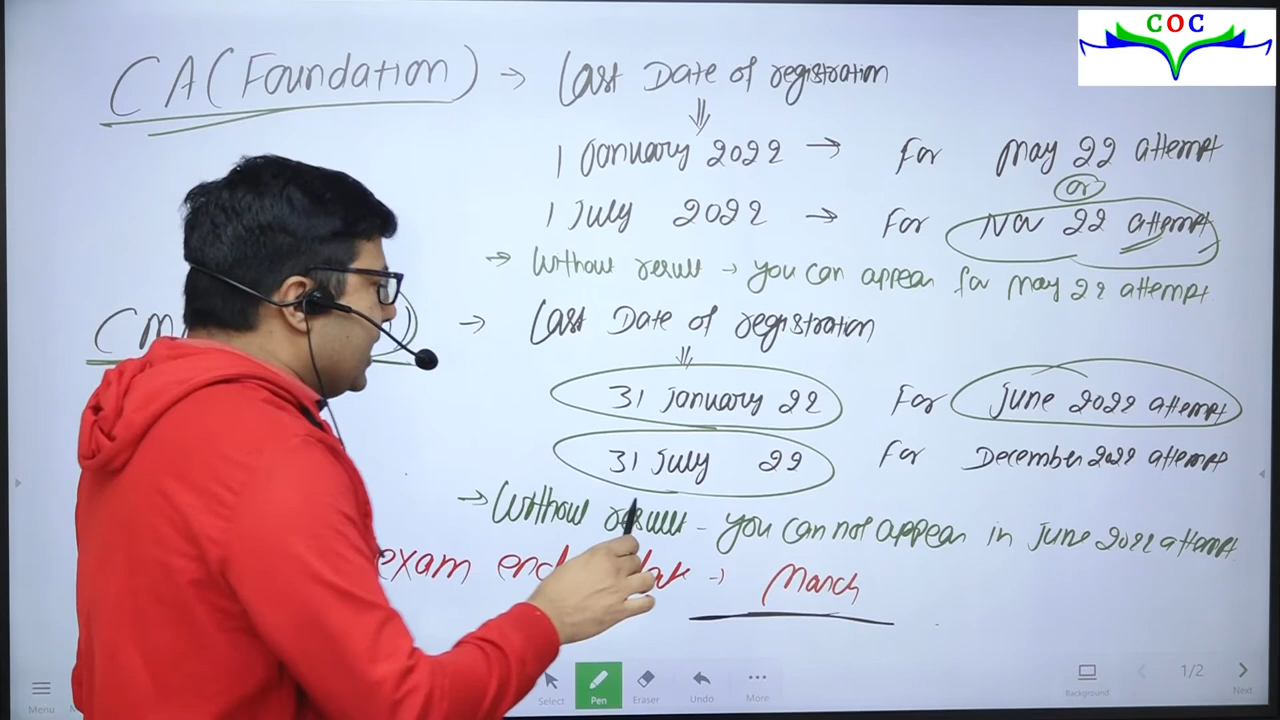 COC
CA (Foundation) → Last Date of registration
1 January 2022 → For May 22 attempt
or
1 July 2022 → For Nov 22 attempt
→ Without result → you can appear for may 22 attempt.
→ Last Date of registration
31 January 22 For June 2022 attempt
31 July 22 For December 2022 attempt
→ Without result - you can not appear in June 2022 attempt
exam → March
Menu
Select
Pen
Eraser
Undo
More
Background
1/2
Next